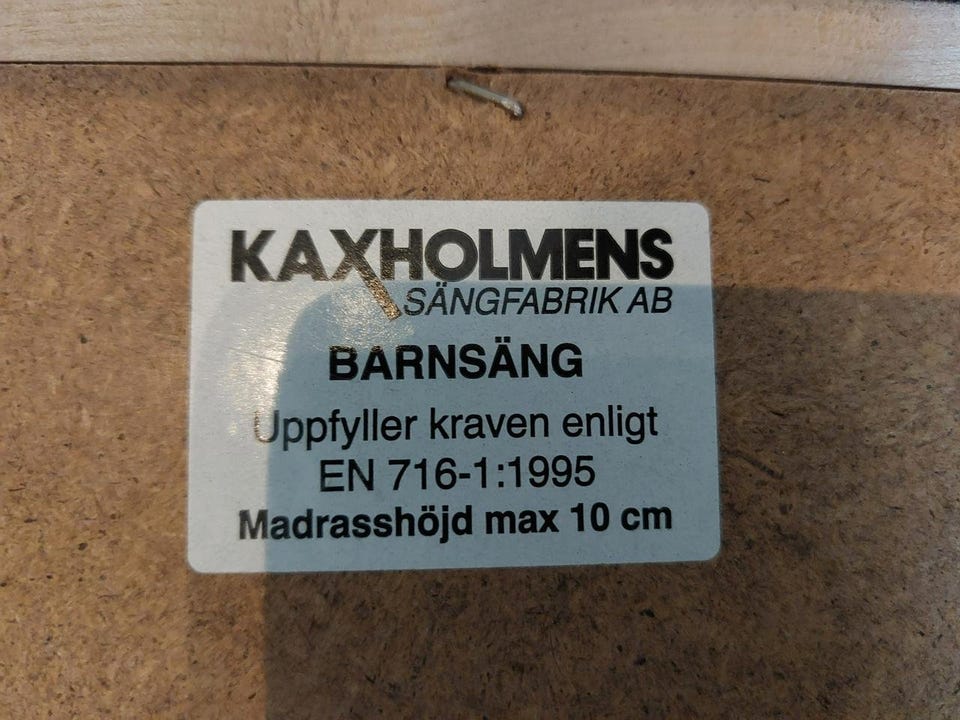 KAXHOLMENS
SÄNGFABRIK AB
BARNSÄNG
Uppfyller kraven enligt
EN 716-1:1995
Madrasshöjd max 10 cm